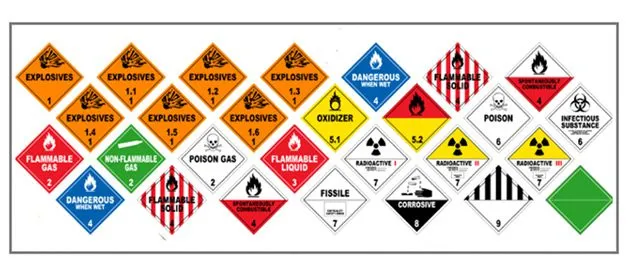 EXPLOSIVES
1
EXPLOSIVES
1.1
1
EXPLOSIVES
1.2
1
EXPLOSIVES
1.3
1
DANGEROUS
WHEN WET
4
FLAMMABLE
SOLID
SPONTANEOUSLY
COMBUSTIBLE
4
EXPLOSIVES
1.4
1
EXPLOSIVES
1.5
1
EXPLOSIVES
1.6
1
OXIDIZER
5.1
5.2
POISON
6
INFECTIOUS
SUBSTANCE
6
FLAMMABLE
GAS
2
NON-FLAMMABLE
GAS
2
POISON GAS
2
FLAMMABLE
LIQUID
3
RADIOACTIVE I
7
RADIOACTIVE
7
RADIOACTIVE
7
DANGEROUS
WHEN WET
4
FLAMMABLE
SOLID
SPONTANEOUSLY
COMBUSTIBLE
4
FISSILE
7
CORROSIVE
8
9